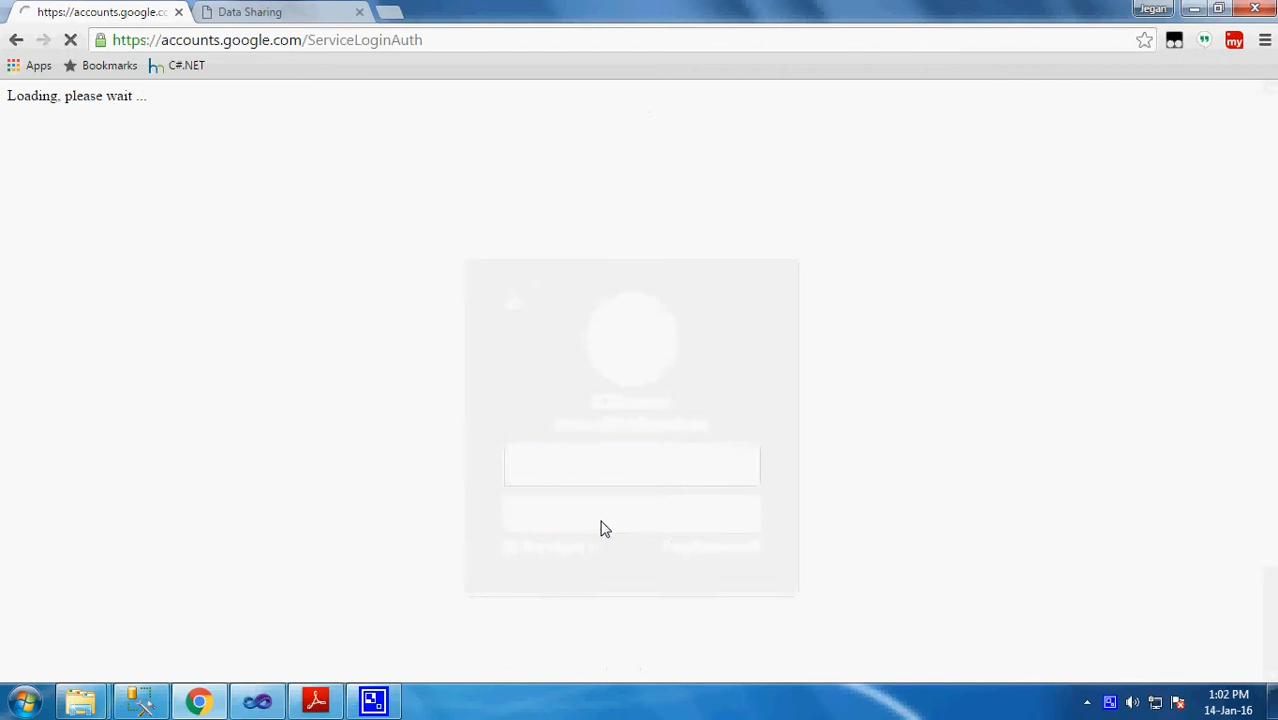 https://accounts.google.co
Data Sharing
Jegan
https://accounts.google.com/ServiceLoginAuth
my
Apps
Bookmarks
C#.NET
Loading, please wait ...
1:02 PM
14-Jan-16